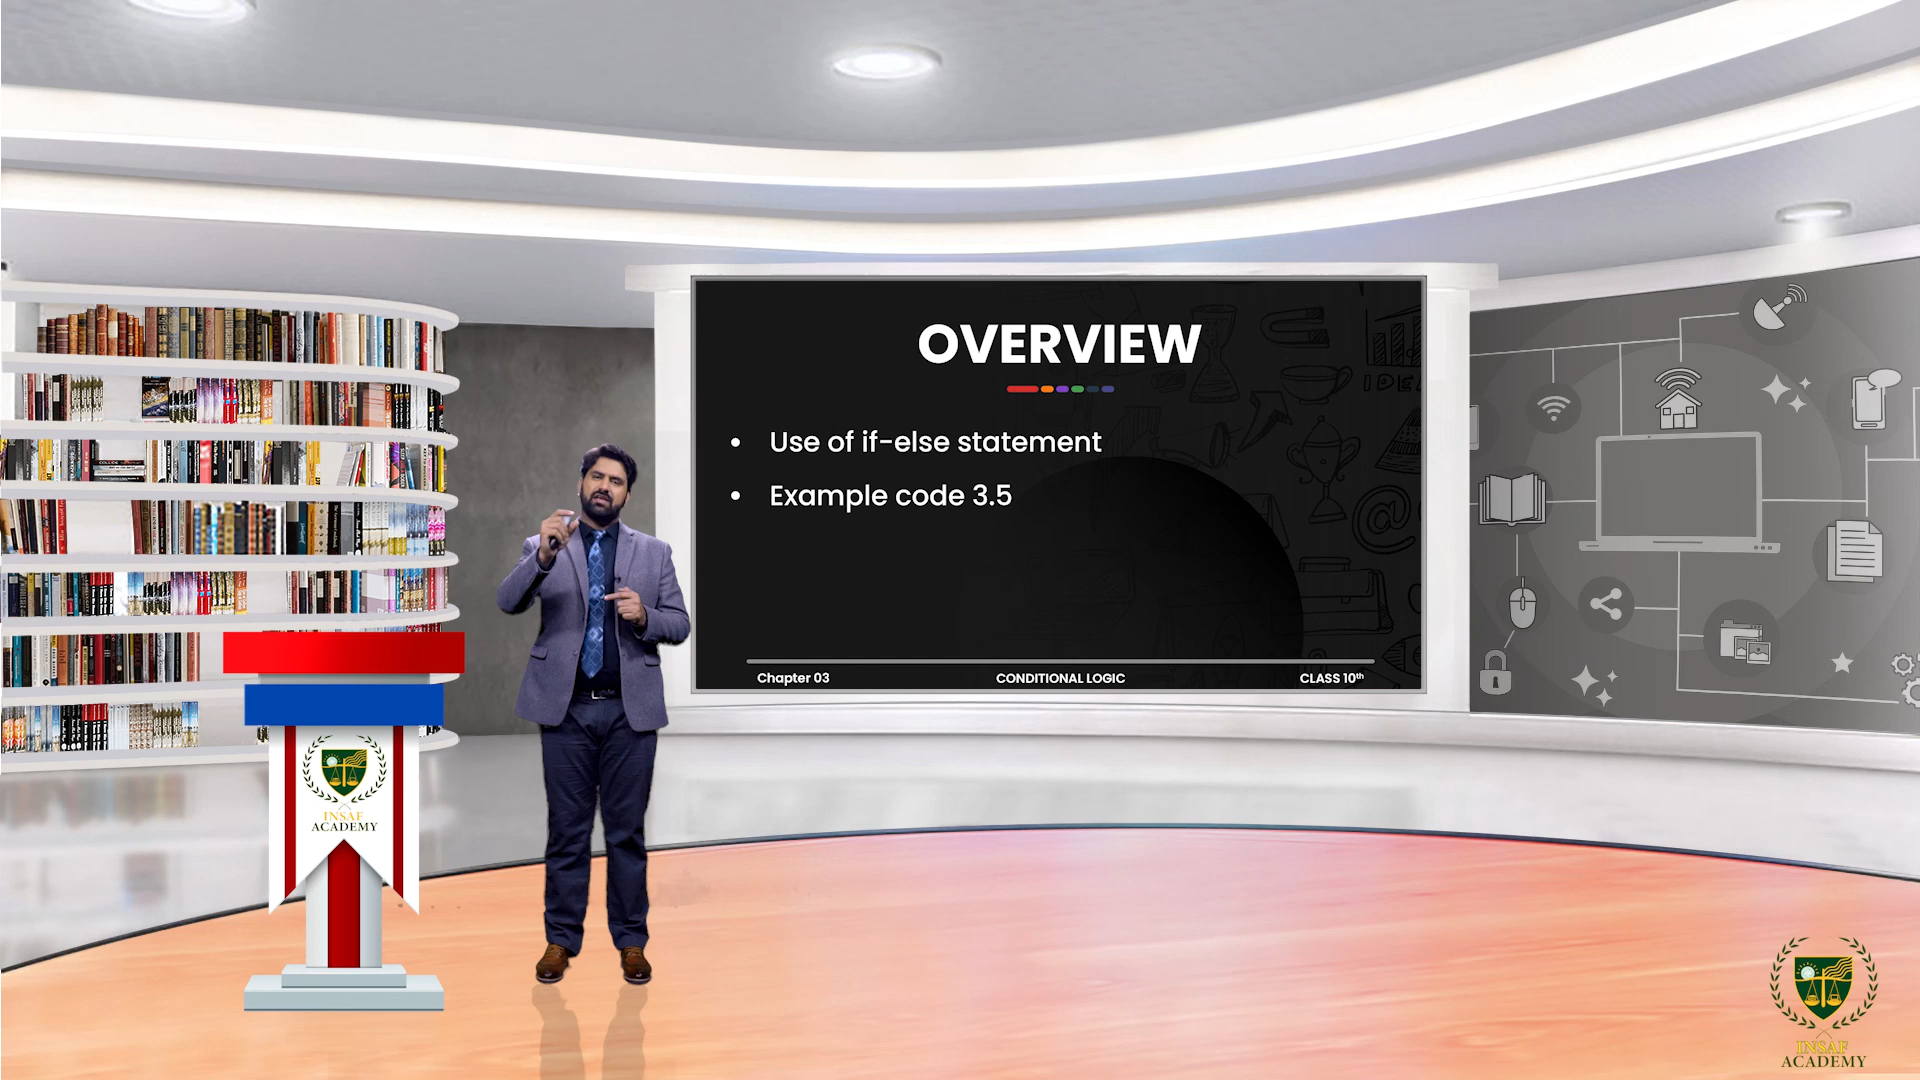 OVERVIEW
• Use of if-else statement
• Example code 3.5
Chapter 03 CONDITIONAL LOGIC CLASS 10th
IDEA
INSAF
ACADEMY
INSAF
ACADEMY